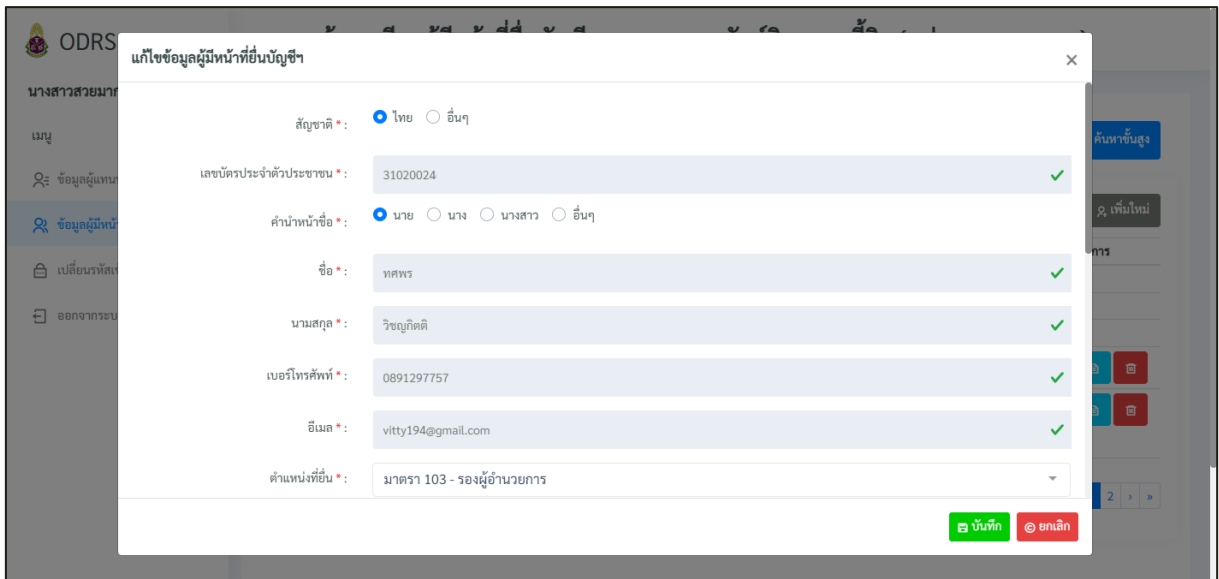 ODRS
นางสาวสวยมาก
เมนู
ข้อมูลผู้แทน
ข้อมูลผู้มีหน้า
เปลี่ยนรหัส
ออกจากระบ
ค้นหาขั้นสูง
เพิ่มใหม่
การ
2 › »
แก้ไขข้อมูลผู้มีหน้าที่ยื่นบัญชีฯ ×
สัญชาติ * : ไทย อื่นๆ
เลขบัตรประจำตัวประชาชน * : 31020024
คำนำหน้าชื่อ * : นาย นาง นางสาว อื่นๆ
ชื่อ * : ทศพร
นามสกุล * : วิชญกิตติ
เบอร์โทรศัพท์ * : 0891297757
อีเมล * : vitty194@gmail.com
ตำแหน่งที่ยื่น * : มาตรา 103 - รองผู้อำนวยการ
บันทึก ยกเลิก